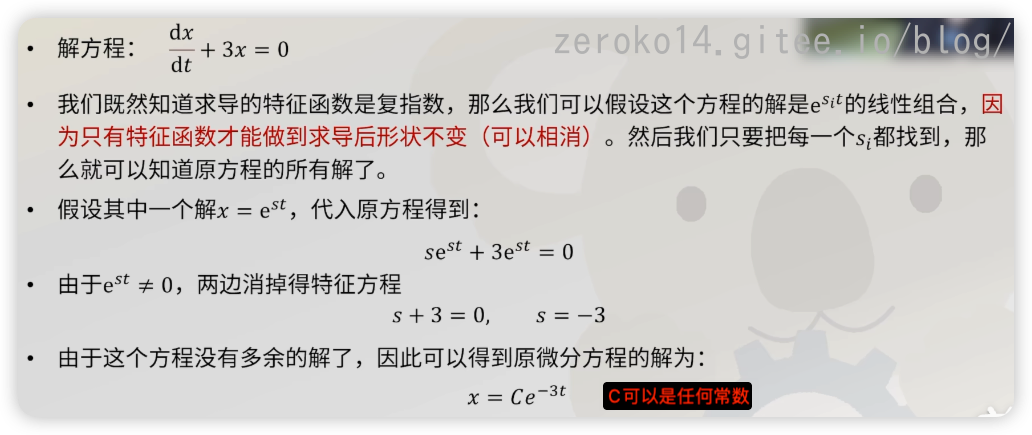 zeroko14.gitee.io/blog/
• 解方程： dx/dt + 3x = 0
• 我们既然知道求导的特征函数是复指数，那么我们可以假设这个方程的解是e^{s_i t}的线性组合，因
为只有特征函数才能做到求导后形状不变（可以相消）。然后我们只要把每一个s_i都找到，那
么就可以知道原方程的所有解了。
• 假设其中一个解x = e^{st}，代入原方程得到：
se^{st} + 3e^{st} = 0
• 由于e^{st} ≠ 0，两边消掉得特征方程
s + 3 = 0, s = −3
• 由于这个方程没有多余的解了，因此可以得到原微分方程的解为：
x = Ce^{−3t} C可以是任何常数